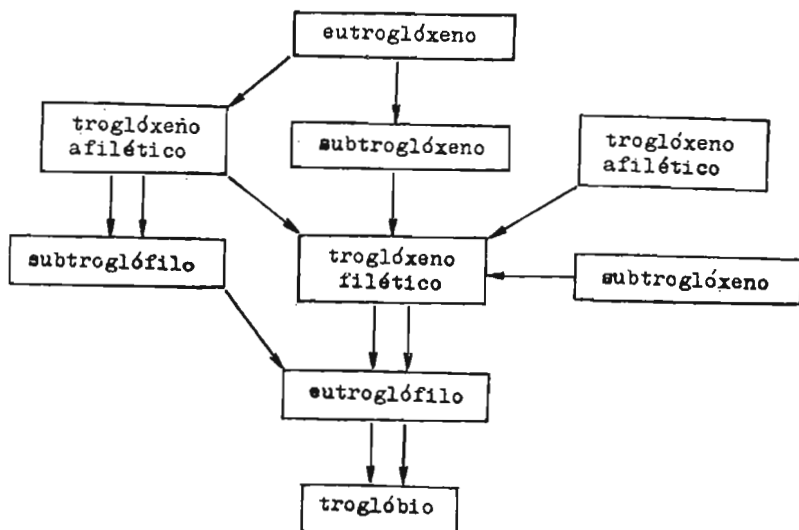 eutroglóxeno
troglóxeno
afilético
subtroglóxeno
troglóxeno
afilético
subtroglófilo
troglóxeno
filético
subtroglóxeno
eutroglófilo
troglóbio